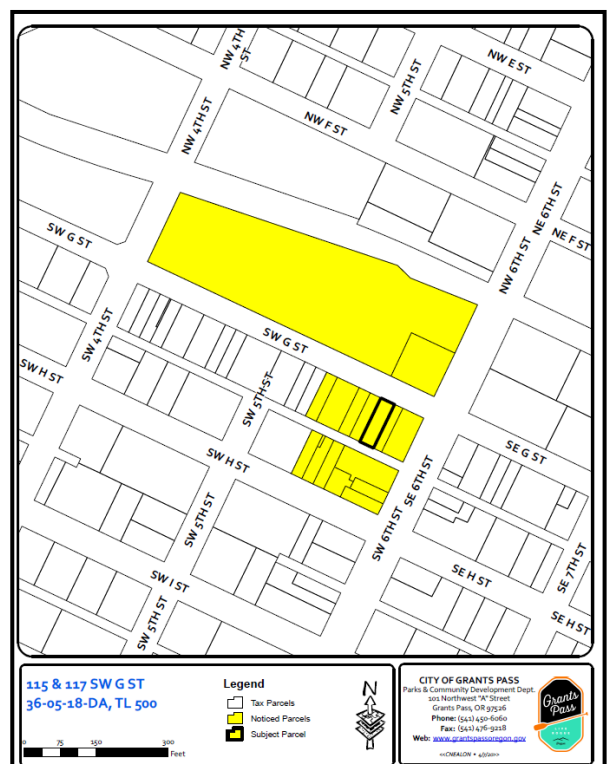 NW 4TH ST
NW E ST
NW 5TH ST
NW F ST
NW 4TH ST
NE 6TH ST
NE F ST
NW 6TH ST
SW G ST
SW G ST
SW 4TH ST
SW H ST
SW 5TH ST
SE G ST
SW H ST
SE 6TH ST
SW 6TH ST
SW 5TH ST
SE 7TH ST
SE H ST
SW I ST
SE H ST
SW 5TH ST
115 & 117 SW G ST
36-05-18-DA, TL 500
0 75 150 300
Feet
Legend
Tax Parcels
Noticed Parcels
Subject Parcel
N
CITY OF GRANTS PASS
Parks & Community Development Dept.
101 Northwest "A" Street
Grants Pass, OR 97526
Phone: (541) 450-6060
Fax: (541) 476-9218
Web: www.grantspassoregon.gov
Grants
Pass